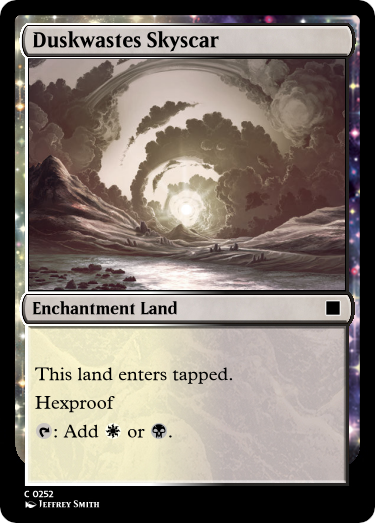 Duskwastes Skyscar
Enchantment Land
This land enters tapped.
Hexproof
: Add or .
C 0252
Jeffrey Smith